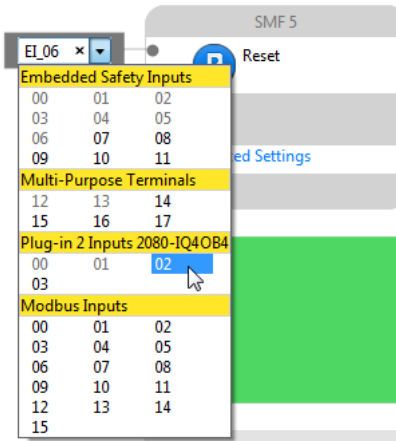 SMF 5
EI_06 ×
R Reset
Embedded Safety Inputs
00 01 02
03 04 05
06 07 08
09 10 11
ed Settings
Multi-Purpose Terminals
12 13 14
15 16 17
Plug-in 2 Inputs 2080-IQ4OB4
00 01 02
03
Modbus Inputs
00 01 02
03 04 05
06 07 08
09 10 11
12 13 14
15